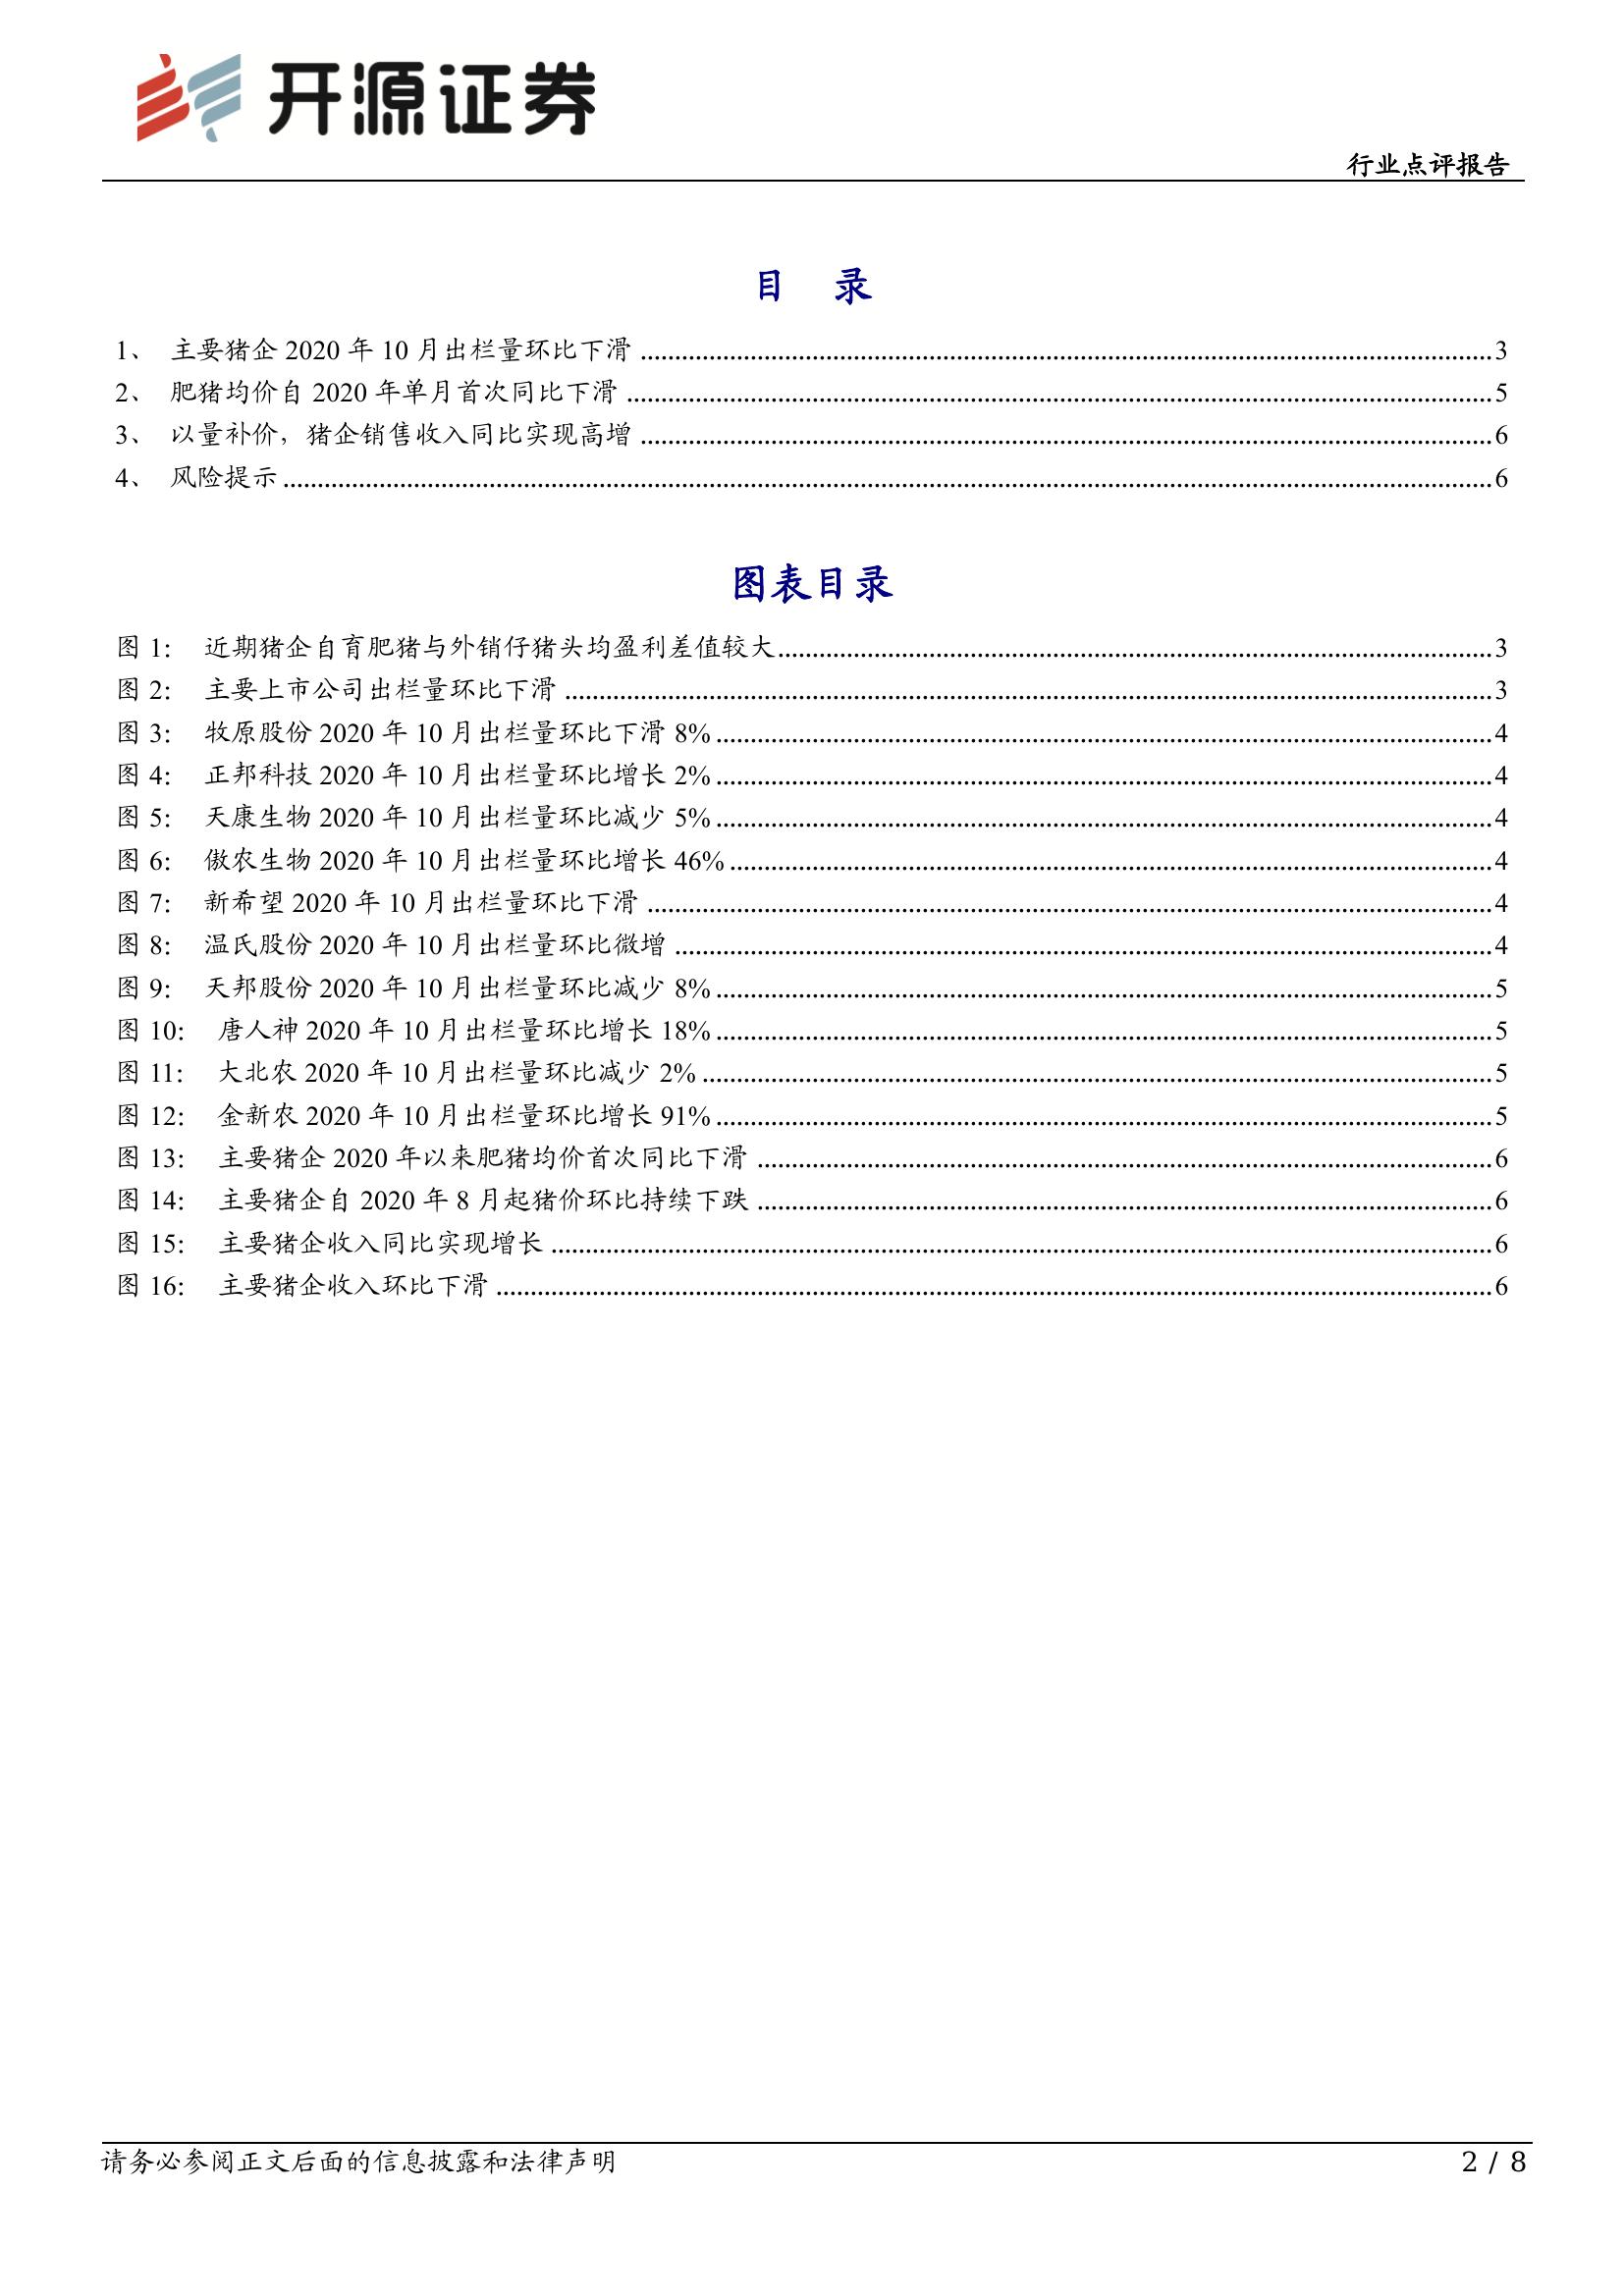 开源证券
行业点评报告
目 录
1、 主要猪企 2020 年 10 月出栏量环比下滑 3
2、 肥猪均价自 2020 年单月首次同比下滑 5
3、 以量补价，猪企销售收入同比实现高增 6
4、 风险提示 6
图表目录
图 1： 近期猪企自育肥猪与外销仔猪头均盈利差值较大 3
图 2： 主要上市公司出栏量环比下滑 3
图 3： 牧原股份 2020 年 10 月出栏量环比下滑 8% 4
图 4： 正邦科技 2020 年 10 月出栏量环比增长 2% 4
图 5： 天康生物 2020 年 10 月出栏量环比减少 5% 4
图 6： 傲农生物 2020 年 10 月出栏量环比增长 46% 4
图 7： 新希望 2020 年 10 月出栏量环比下滑 4
图 8： 温氏股份 2020 年 10 月出栏量环比微增 4
图 9： 天邦股份 2020 年 10 月出栏量环比减少 8% 5
图 10： 唐人神 2020 年 10 月出栏量环比增长 18% 5
图 11： 大北农 2020 年 10 月出栏量环比减少 2% 5
图 12： 金新农 2020 年 10 月出栏量环比增长 91% 5
图 13： 主要猪企 2020 年以来肥猪均价首次同比下滑 6
图 14： 主要猪企自 2020 年 8 月起猪价环比持续下跌 6
图 15： 主要猪企收入同比实现增长 6
图 16： 主要猪企收入环比下滑 6
请务必参阅正文后面的信息披露和法律声明 2 / 8